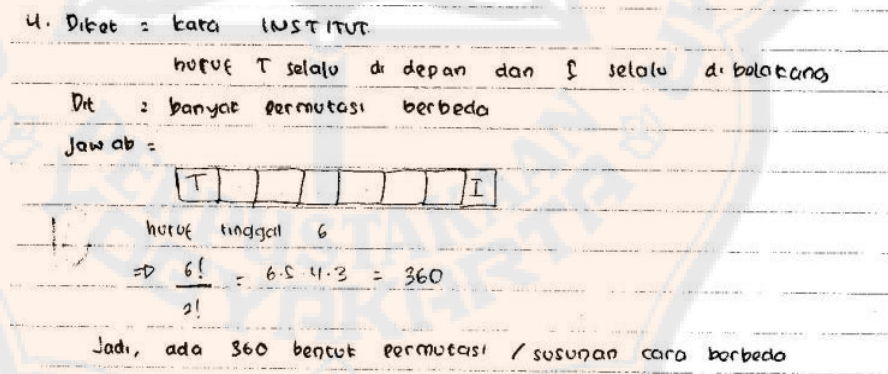 4. Diket : kata INSTITUT.
huruf T selalu di depan dan I selalu di belakang
Dit : banyak permutasi berbeda
Jawab =
T I
huruf tinggal 6
⇒ 6!/2! = 6.5.4.3 = 360
Jadi, ada 360 bentuk permutasi / susunan cara berbeda